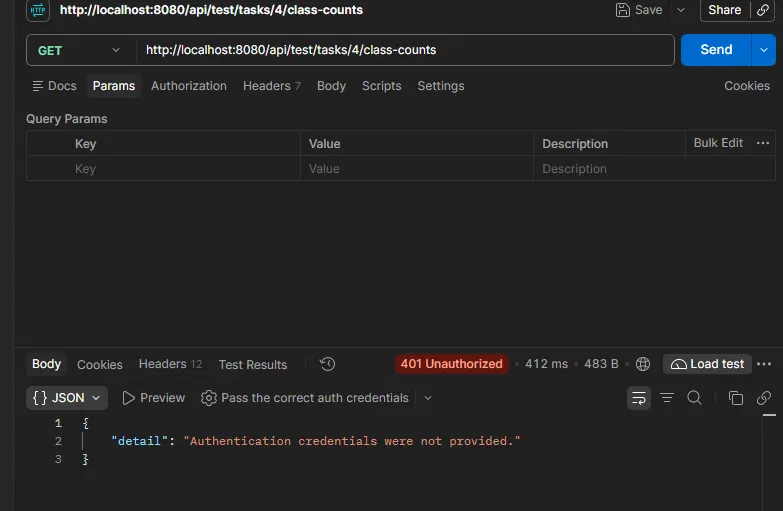 HTTP http://localhost:8080/api/test/tasks/4/class-counts Save Share
GET http://localhost:8080/api/test/tasks/4/class-counts Send
Docs Params Authorization Headers 7 Body Scripts Settings Cookies
Query Params
Key Value Description Bulk Edit
Key Value Description
Body Cookies Headers 12 Test Results 401 Unauthorized • 412 ms • 483 B • Load test
{} JSON Preview Pass the correct auth credentials
1 {
2 "detail": "Authentication credentials were not provided."
3 }